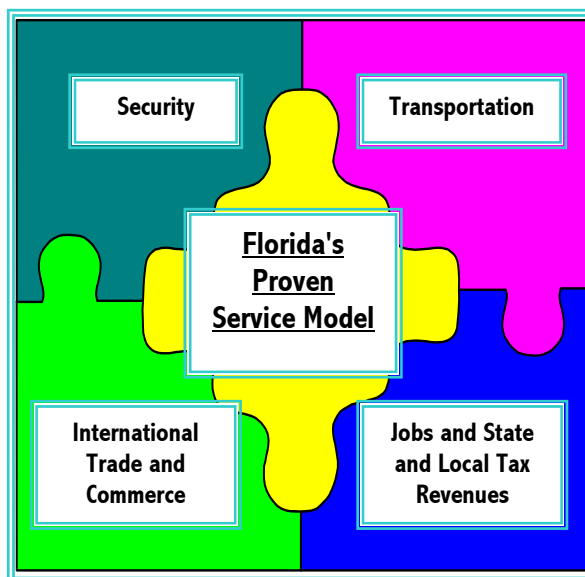 Security
Transportation
Florida's
Proven
Service Model
International
Trade and
Commerce
Jobs and State
and Local Tax
Revenues